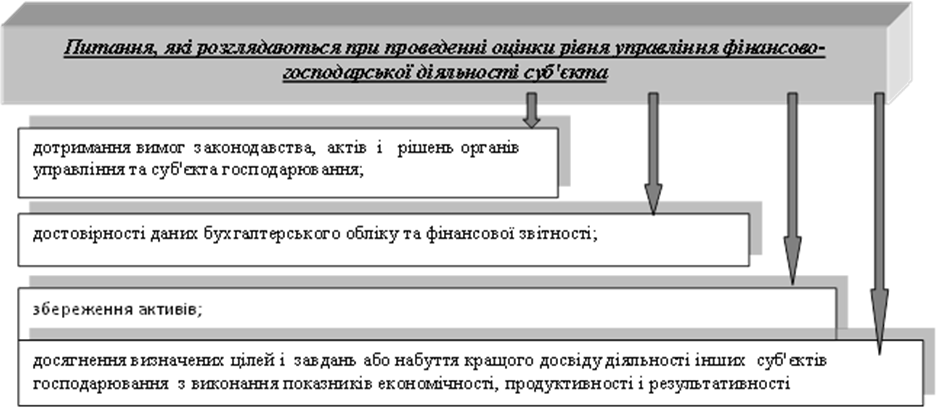 Питання, які розглядаються при проведенні оцінки рівня управління фінансово-
господарської діяльності суб'єкта
дотримання вимог законодавства, актів і рішень органів
управління та суб'єкта господарювання;
достовірності даних бухгалтерського обліку та фінансової звітності;
збереження активів;
досягнення визначених цілей і завдань або набуття кращого досвіду діяльності інших суб'єктів
господарювання з виконання показників економічності, продуктивності і результативності